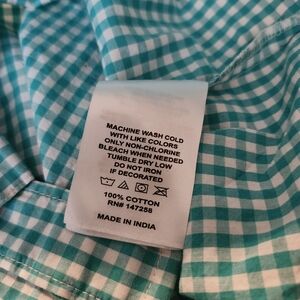 MACHINE WASH COLD
WITH LIKE COLORS
ONLY NON-CHLORINE
BLEACH WHEN NEEDED
TUMBLE DRY LOW
DO NOT IRON
IF DECORATED
100% COTTON
RN# 147258
MADE IN INDIA